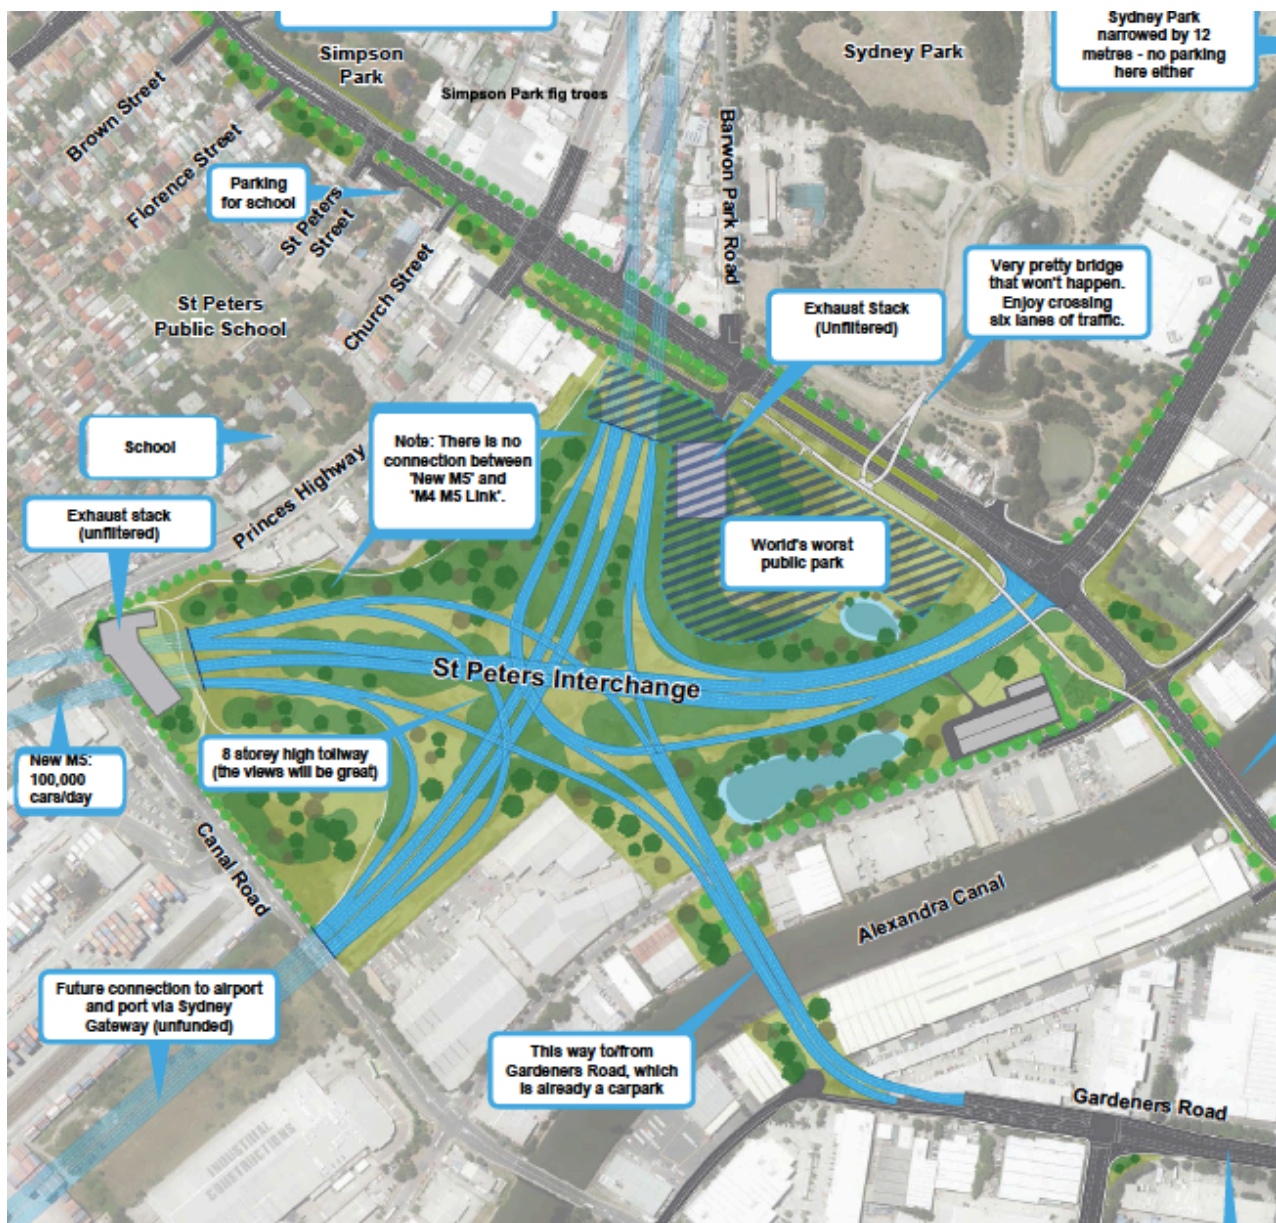 Sydney Park
narrowed by 12
metres - no parking
here either
Simpson
Park
Sydney Park
Simpson Park fig trees
Brown Street
Florence Street
Parking
for school
St Peters
Street
Barwon Park Road
Church Street
St Peters
Public School
Very pretty bridge
that won't happen.
Enjoy crossing
six lanes of traffic.
Exhaust Stack
(Unfiltered)
School
Note: There is no
connection between
'New M5' and
'M4 M5 Link'.
Princes Highway
Exhaust stack
(unfiltered)
World's worst
public park
St Peters Interchange
8 storey high tollway
(the views will be great)
New M5:
100,000
cars/day
Canal Road
Alexandra Canal
Future connection to airport
and port via Sydney
Gateway (unfunded)
This way to/from
Gardeners Road, which
is already a carpark
Gardeners Road
INDUSTRIAL
CONSTRUCTIONS